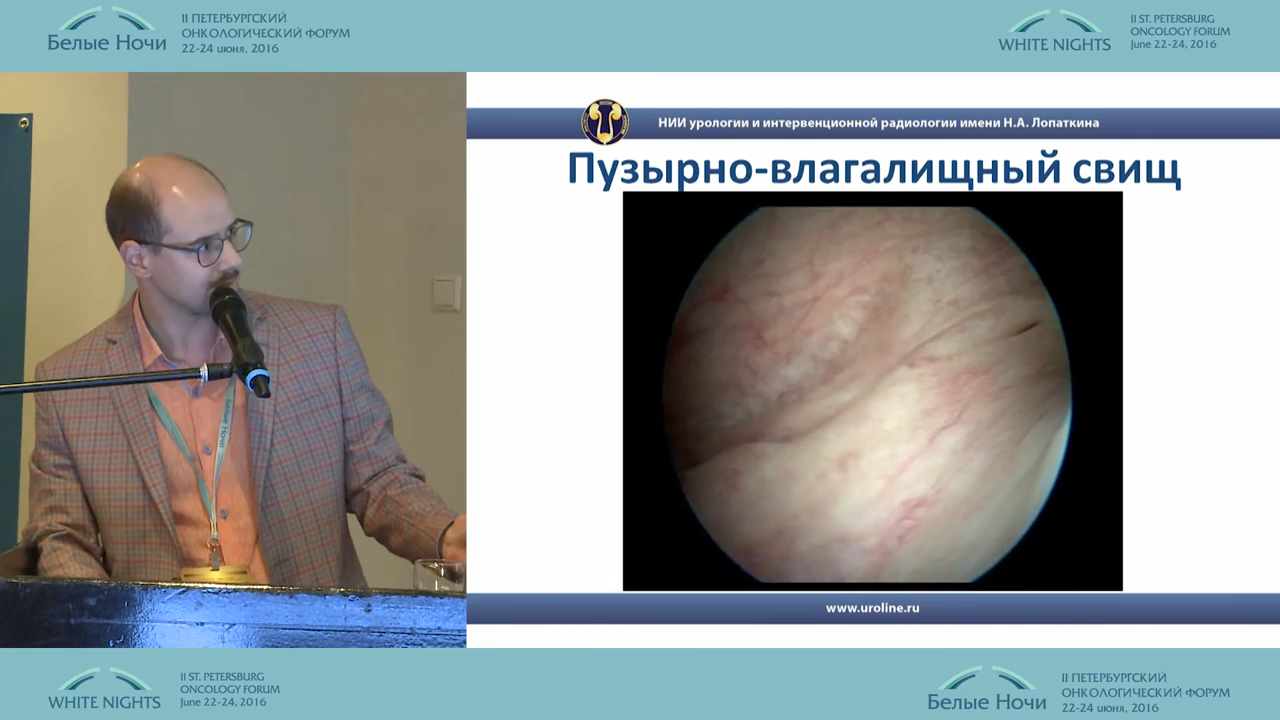 Белые Ночи
II ПЕТЕРБУРГСКИЙ
ОНКОЛОГИЧЕСКИЙ ФОРУМ
22-24 июня, 2016
WHITE NIGHTS
II ST. PETERSBURG
ONCOLOGY FORUM
June 22-24, 2016
НИИ урологии и интервенционной радиологии имени Н.А. Лопаткина
Пузырно-влагалищный свищ
www.uroline.ru
WHITE NIGHTS
II ST. PETERSBURG
ONCOLOGY FORUM
June 22-24, 2016
Белые Ночи
II ПЕТЕРБУРГСКИЙ
ОНКОЛОГИЧЕСКИЙ ФОРУМ
22-24 июня, 2016